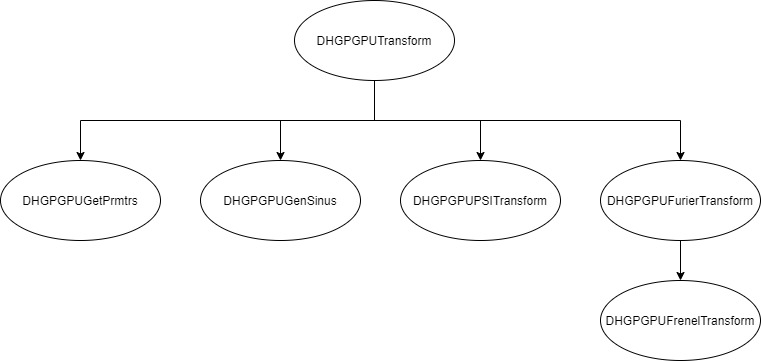 DHGPGPUTransform
DHGPGPUGetPrmtrs
DHGPGPUGenSinus
DHGPGPUPSITransform
DHGPGPUFurierTransform
DHGPGPUFrenelTransform